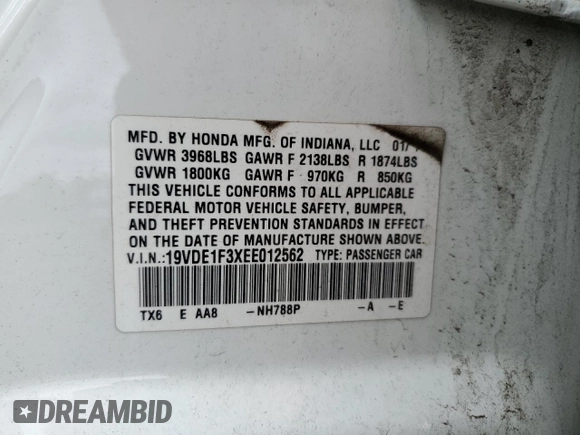 MFD. BY HONDA MFG. OF INDIANA, LLC 01/
GVWR 3968LBS GAWR F 2138LBS R 1874LBS
GVWR 1800KG GAWR F 970KG R 850KG
THIS VEHICLE CONFORMS TO ALL APPLICABLE
FEDERAL MOTOR VEHICLE SAFETY, BUMPER,
AND THEFT PREVENTION STANDARDS IN EFFECT
ON THE DATE OF MANUFACTURE SHOWN ABOVE.
V.I.N.:19VDE1F3XEE012562 TYPE: PASSENGER CAR
TX6 E AA8 -NH788P -A -E
DREAMBID